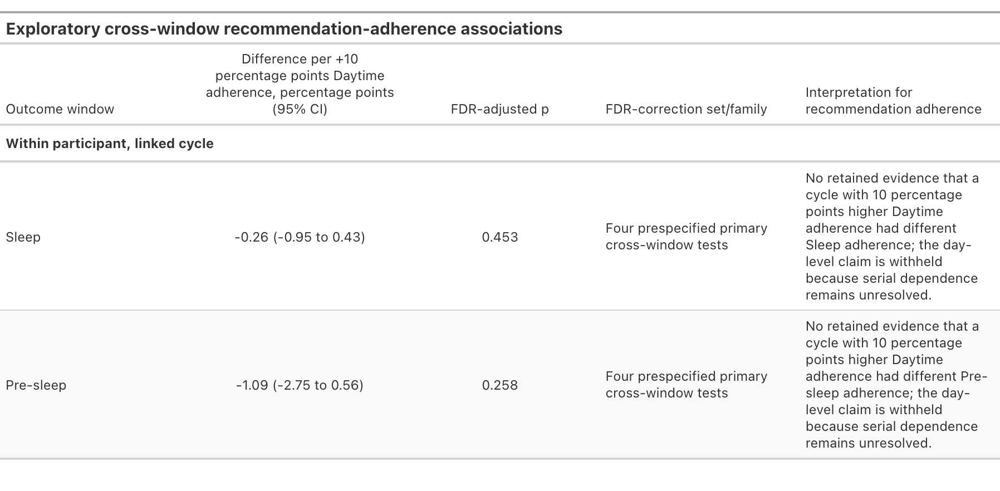 Exploratory cross-window recommendation-adherence associations
Outcome window
Difference per +10
percentage points Daytime
adherence, percentage points
(95% CI)
FDR-adjusted p
FDR-correction set/family
Interpretation for
recommendation adherence
Within participant, linked cycle
Sleep
-0.26 (-0.95 to 0.43)
0.453
Four prespecified primary
cross-window tests
No retained evidence that a
cycle with 10 percentage
points higher Daytime
adherence had different
Sleep adherence; the day-
level claim is withheld
because serial dependence
remains unresolved.
Pre-sleep
-1.09 (-2.75 to 0.56)
0.258
Four prespecified primary
cross-window tests
No retained evidence that a
cycle with 10 percentage
points higher Daytime
adherence had different Pre-
sleep adherence; the day-
level claim is withheld
because serial dependence
remains unresolved.